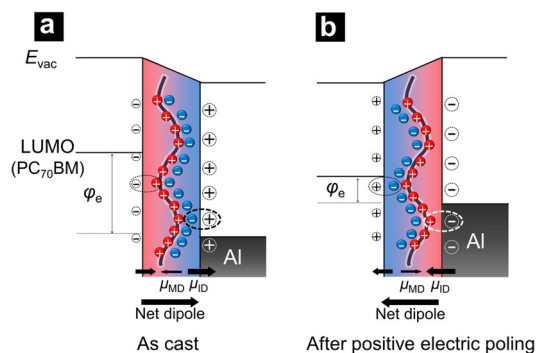 a
b
Evac
LUMO
(PC70BM)
φe
φe
Al
Al
μMD μID
μMD μID
Net dipole
Net dipole
As cast
After positive electric poling